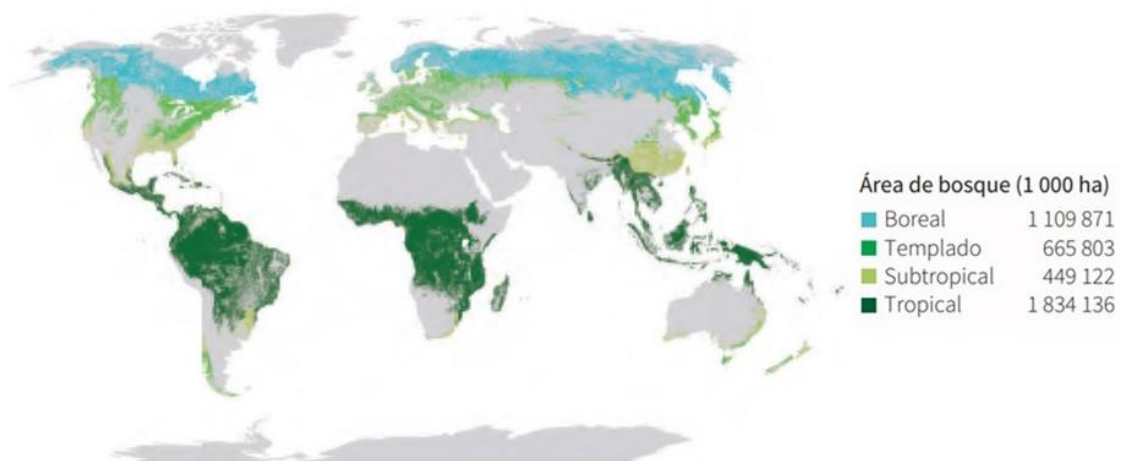 Área de bosque (1 000 ha)
Boreal 1 109 871
Templado 665 803
Subtropical 449 122
Tropical 1 834 136